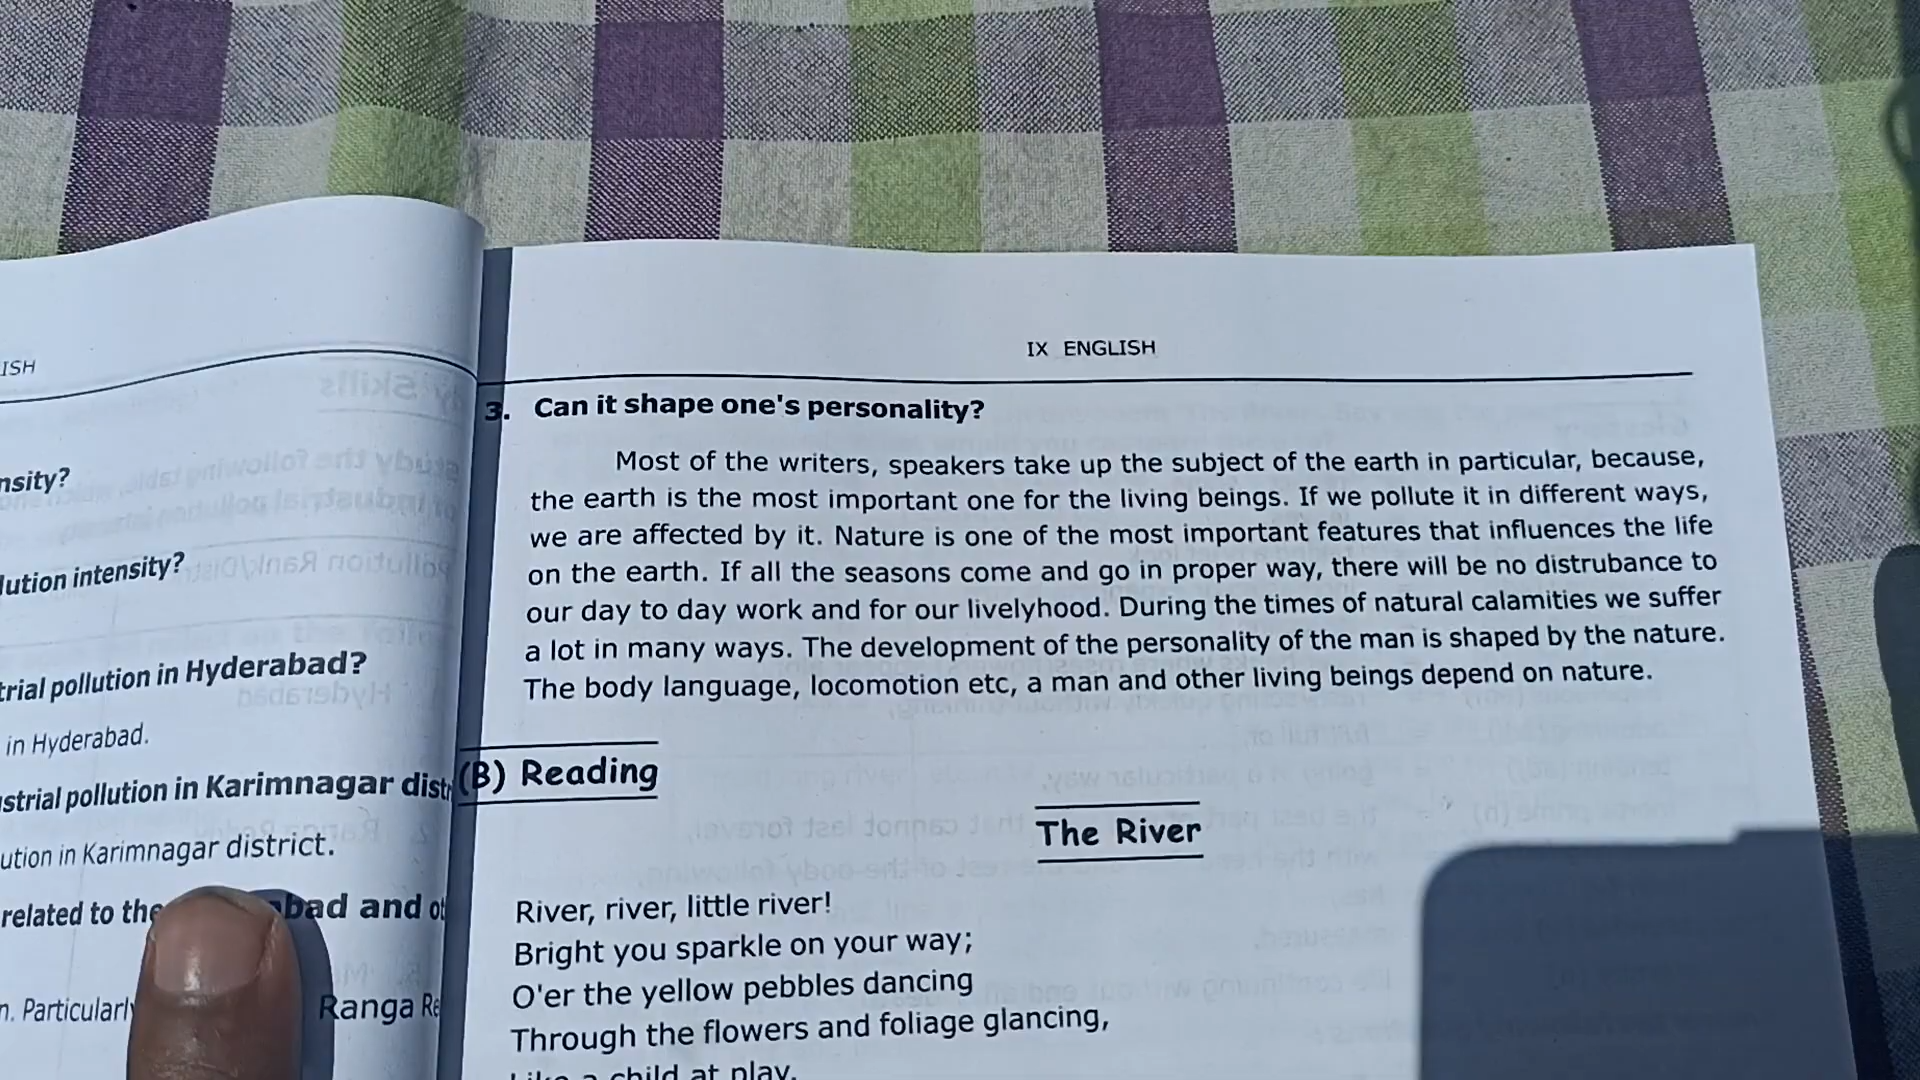 ISH
nsity?
lution intensity?
trial pollution in Hyderabad?
in Hyderabad.
strial pollution in Karimnagar distr
ution in Karimnagar district.
related to the bad and
n. Particularly Ranga Re
IX ENGLISH
3. Can it shape one's personality?
Most of the writers, speakers take up the subject of the earth in particular, because,
the earth is the most important one for the living beings. If we pollute it in different ways,
we are affected by it. Nature is one of the most important features that influences the life
on the earth. If all the seasons come and go in proper way, there will be no distrubance to
our day to day work and for our livelyhood. During the times of natural calamities we suffer
a lot in many ways. The development of the personality of the man is shaped by the nature.
The body language, locomotion etc, a man and other living beings depend on nature.
(B) Reading
The River
River, river, little river!
Bright you sparkle on your way;
O'er the yellow pebbles dancing
Through the flowers and foliage glancing,
Like a child at play.